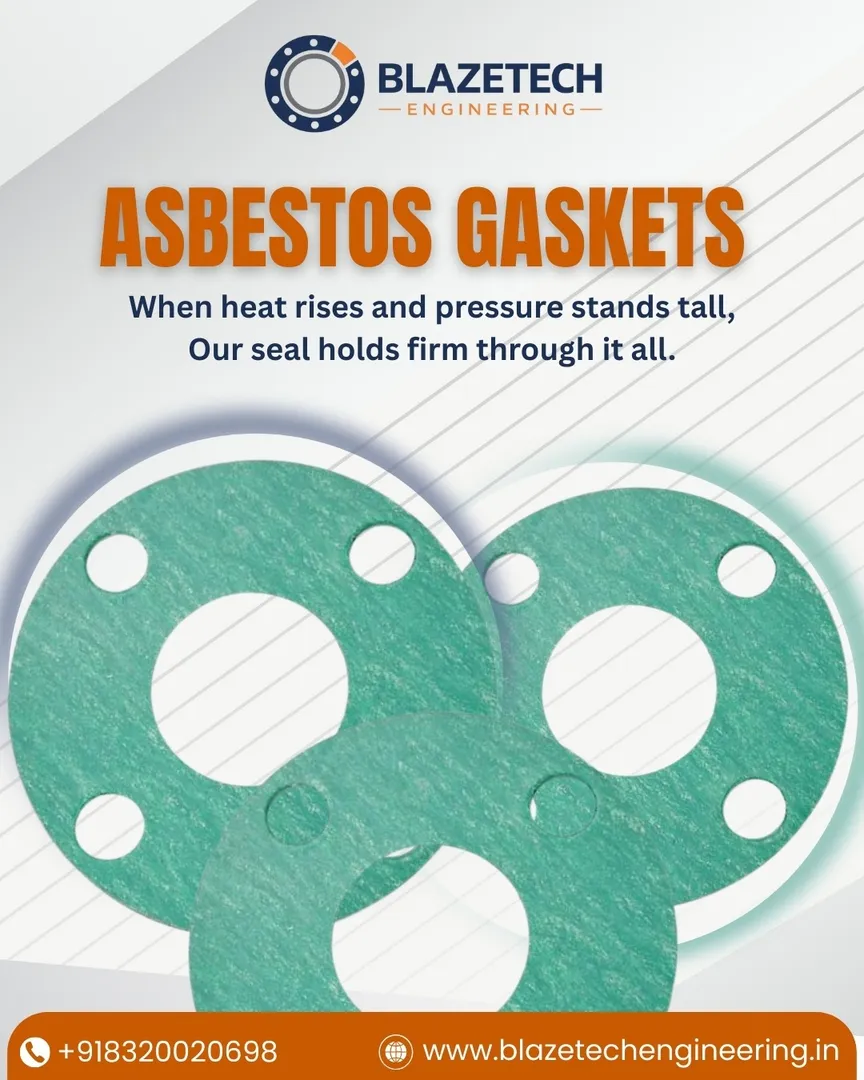 BLAZETECH
ENGINEERING
ASBESTOS GASKETS
When heat rises and pressure stands tall,
Our seal holds firm through it all.
+918320020698
www.blazetechengineering.in